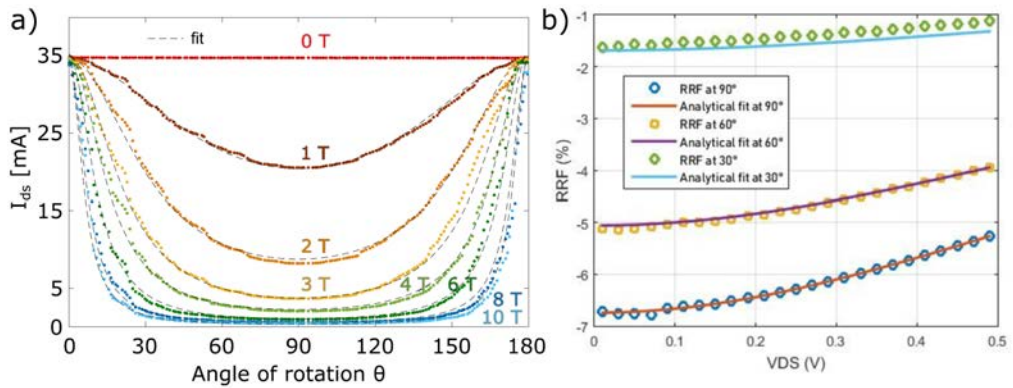 a)
fit
0 T
1 T
2 T
3 T
4 T
6 T
8 T
10 T
35
25
15
5
0
I_ds [mA]
0 30 60 90 120 150 180
Angle of rotation θ
b)
-1
-2
-3
-4
-5
-6
-7
RRF (%)
RRF at 90°
Analytical fit at 90°
RRF at 60°
Analytical fit at 60°
RRF at 30°
Analytical fit at 30°
0 0.1 0.2 0.3 0.4 0.5
VDS (V)